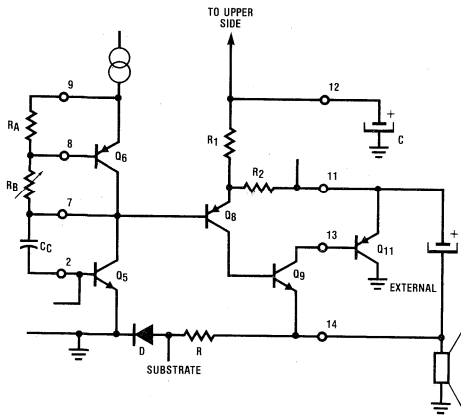 TO UPPER
SIDE
9
12
+
RA
R1
C
8
Q6
RB
R2
11
7
Q8
+
CC
13
Q11
2
Q5
Q9
EXTERNAL
14
D
R
SUBSTRATE